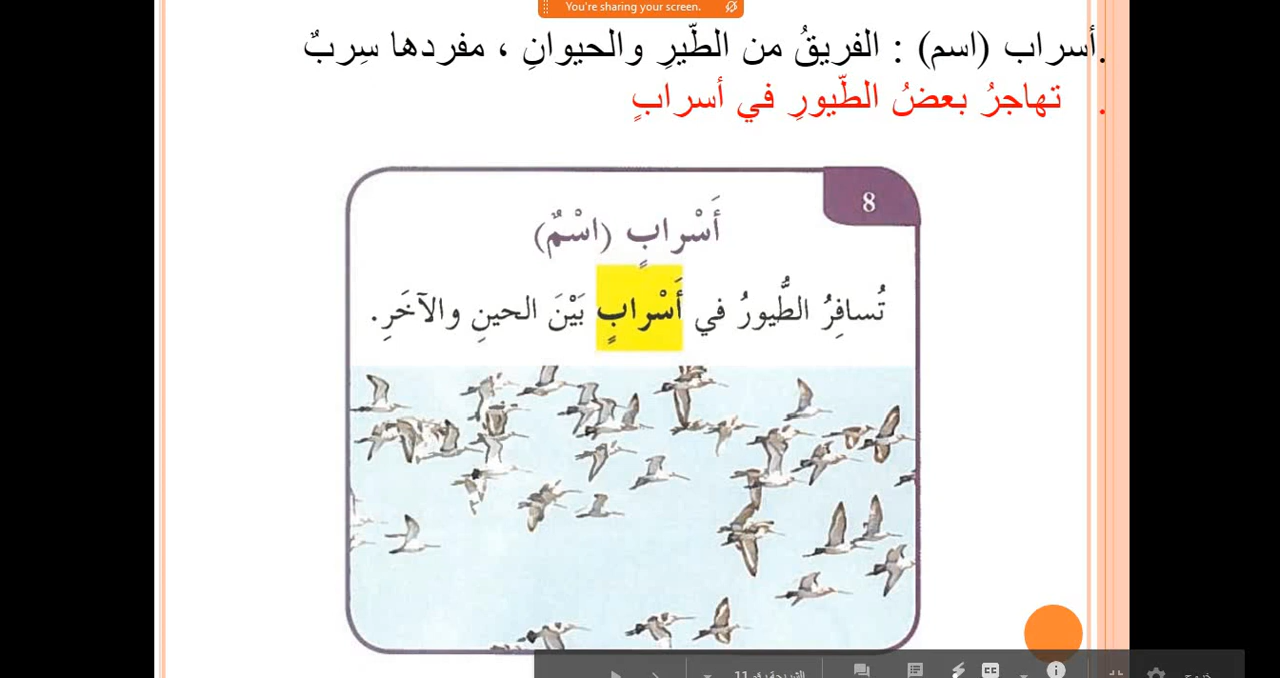 You're sharing your screen.
.أسراب (اسم) : الفريقُ من الطّيرِ والحيوانِ ، مفردها سِربٌ
. تهاجرُ بعضُ الطّيورِ في أسرابٍ
8
أَسْرابٍ (اسْمٌ)
تُسافِرُ الطُّيورُ في أَسْرابٍ بَيْنَ الحينِ والآخَرِ.